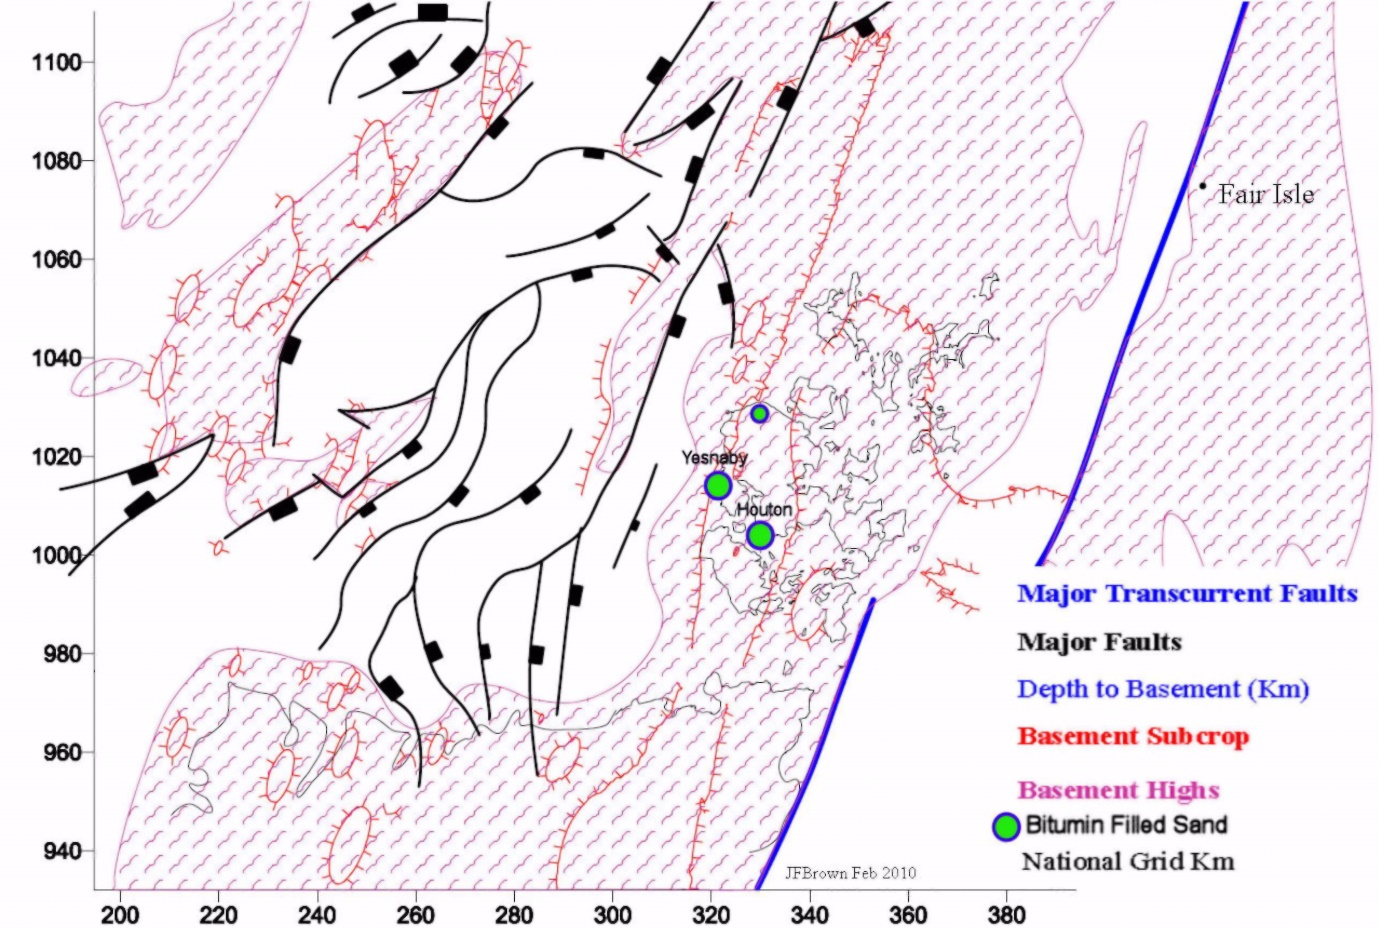 1100
1080
1060
1040
1020
1000
980
960
940
Fair Isle
Yesnaby
Houton
Major Transcurrent Faults
Major Faults
Depth to Basement (Km)
Basement Subcrop
Basement Highs
Bitumin Filled Sand
National Grid Km
JFBrown Feb 2010
200 220 240 260 280 300 320 340 360 380